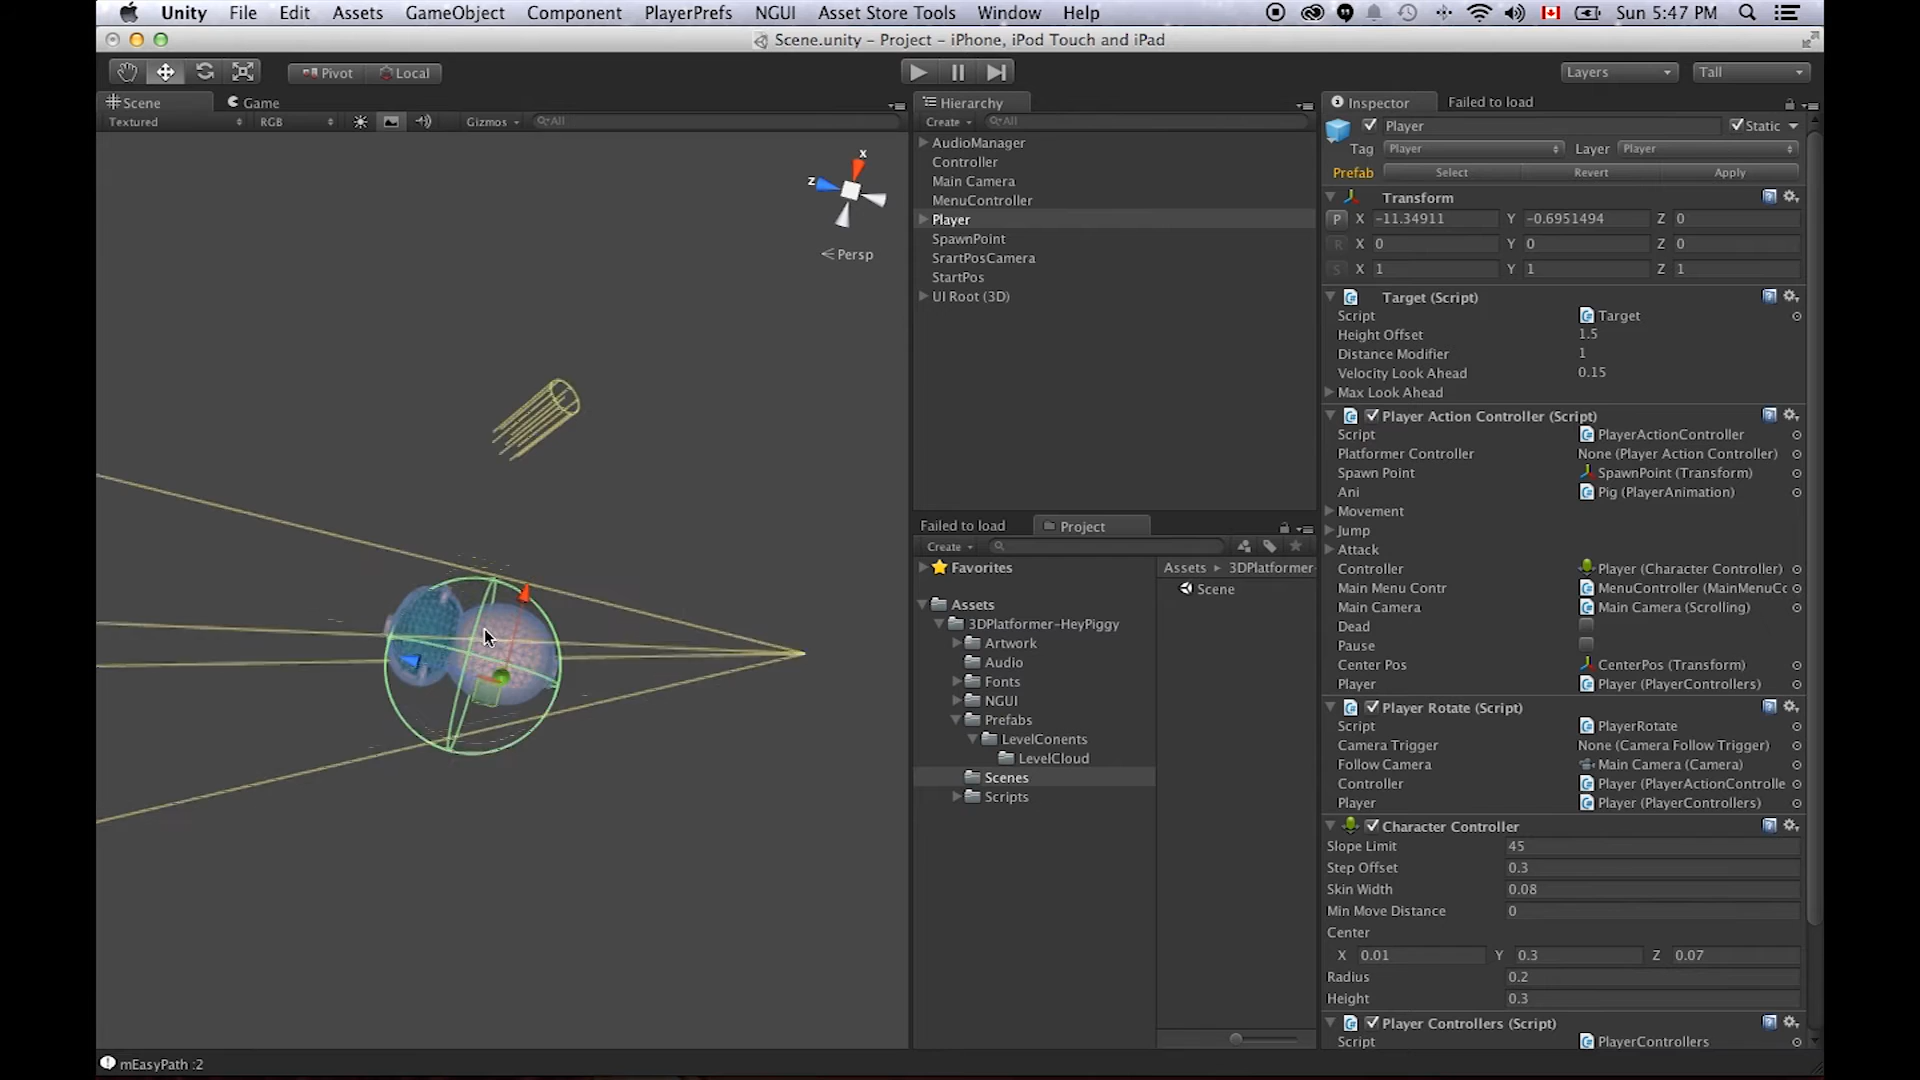 Unity File Edit Assets GameObject Component PlayerPrefs NGUI Asset Store Tools Window Help Sun 5:47 PM
Scene.unity – Project – iPhone, iPod Touch and iPad
Pivot Local Layers Tall
Scene Game
Textured RGB Gizmos All
x
z
Persp
Hierarchy
Create All
AudioManager
Controller
Main Camera
MenuController
Player
SpawnPoint
SrartPosCamera
StartPos
UI Root (3D)
Failed to load Project
Create
Favorites
Assets
3DPlatformer-HeyPiggy
Artwork
Audio
Fonts
NGUI
Prefabs
LevelConents
LevelCloud
Scenes
Scripts
Assets 3DPlatformer-
Scene
Inspector Failed to load
Player Static
Tag Player Layer Player
Prefab Select Revert Apply
Transform
P X -11.34911 Y -0.6951494 Z 0
R X 0 Y 0 Z 0
S X 1 Y 1 Z 1
Target (Script)
Script Target
Height Offset 1.5
Distance Modifier 1
Velocity Look Ahead 0.15
Max Look Ahead
Player Action Controller (Script)
Script PlayerActionController
Platformer Controller None (Player Action Controller)
Spawn Point SpawnPoint (Transform)
Ani Pig (PlayerAnimation)
Movement
Jump
Attack
Controller Player (Character Controller)
Main Menu Contr MenuController (MainMenuCc
Main Camera Main Camera (Scrolling)
Dead
Pause
Center Pos CenterPos (Transform)
Player Player (PlayerControllers)
Player Rotate (Script)
Script PlayerRotate
Camera Trigger None (Camera Follow Trigger)
Follow Camera Main Camera (Camera)
Controller Player (PlayerActionControlle
Player Player (PlayerControllers)
Character Controller
Slope Limit 45
Step Offset 0.3
Skin Width 0.08
Min Move Distance 0
Center
X 0.01 Y 0.3 Z 0.07
Radius 0.2
Height 0.3
Player Controllers (Script)
Script PlayerControllers
mEasyPath :2